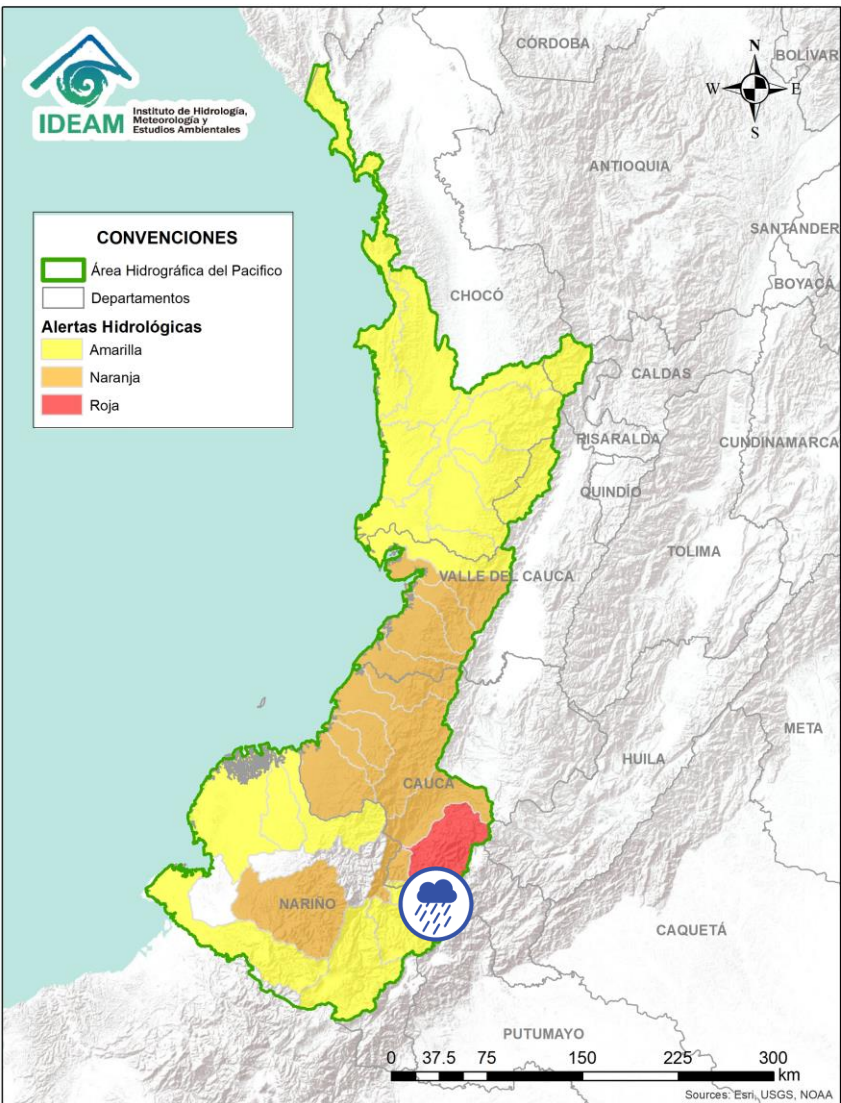 IDEAM
Instituto de Hidrología,
Meteorología y
Estudios Ambientales
CÓRDOBA
BOLÍVAR
N
W
E
S
ANTIOQUIA
SANTANDER
BOYACÁ
CONVENCIONES
Área Hidrográfica del Pacifico
Departamentos
Alertas Hidrológicas
Amarilla
Naranja
Roja
CHOCÓ
CALDAS
RISARALDA
CUNDINAMARCA
QUINDÍO
TOLIMA
VALLE DEL CAUCA
META
HUILA
CAUCA
NARIÑO
CAQUETÁ
PUTUMAYO
0 37.5 75 150 225 300
km
Sources: Esri, USGS, NOAA